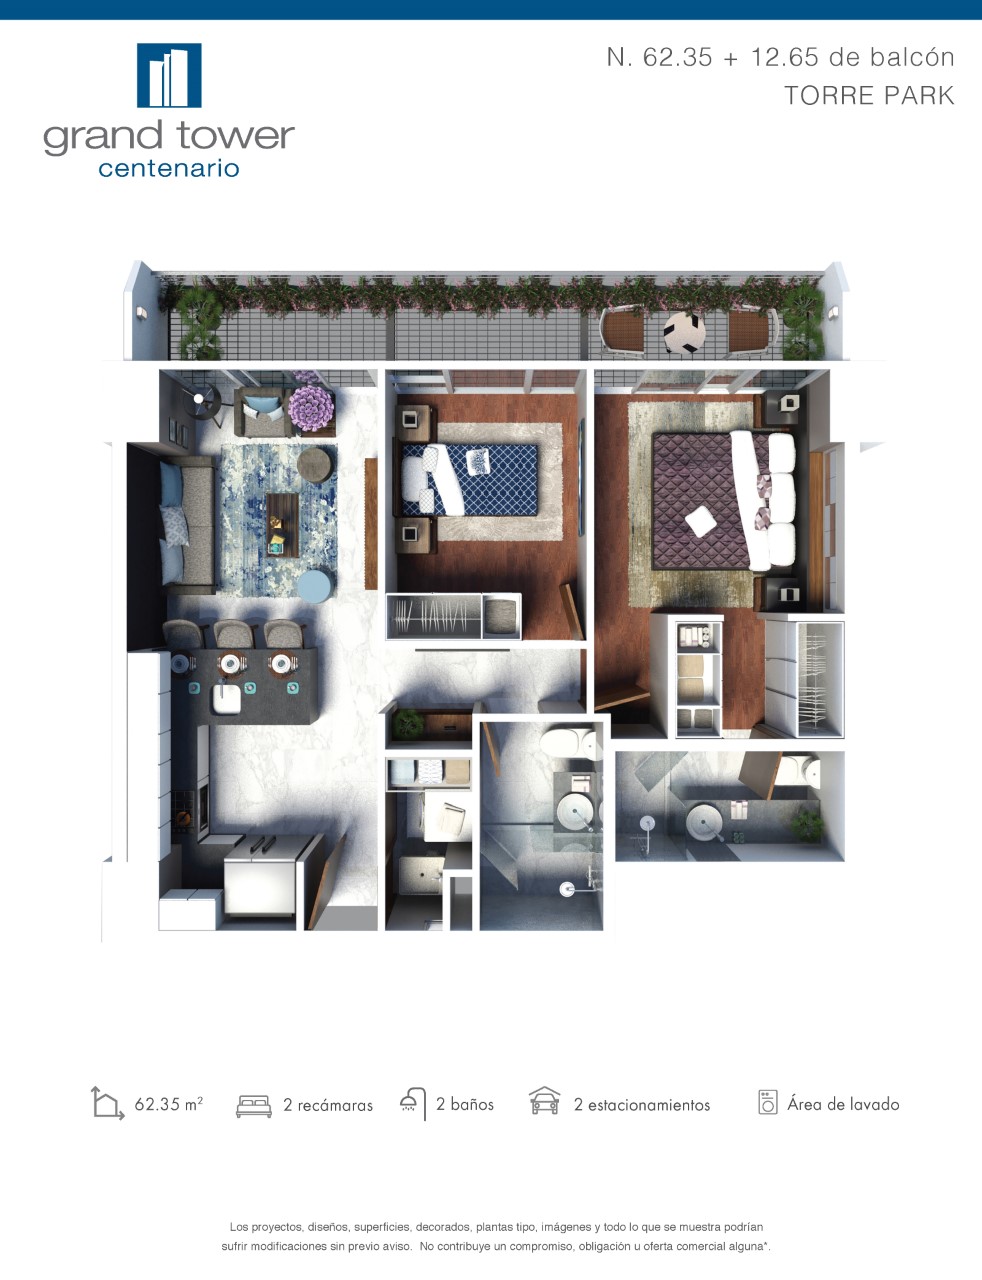 N. 62.35 + 12.65 de balcón
TORRE PARK
grand tower
centenario
62.35 m²
2 recámaras
2 baños
2 estacionamientos
Área de lavado
Los proyectos, diseños, superficies, decorados, plantas tipo, imágenes y todo lo que se muestra podrían
sufrir modificaciones sin previo aviso. No contribuye un compromiso, obligación u oferta comercial alguna*.